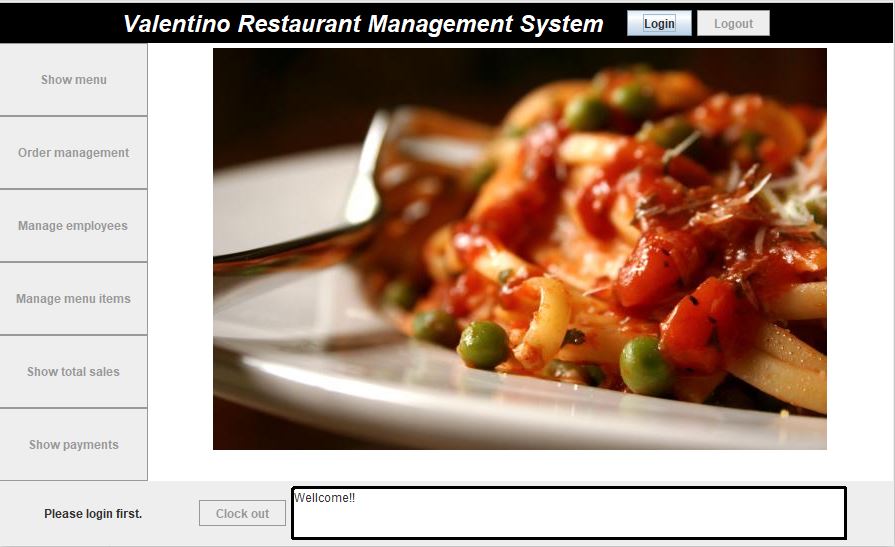 Valentino Restaurant Management System
Login
Logout
Show menu
Order management
Manage employees
Manage menu items
Show total sales
Show payments
Please login first.
Clock out
Wellcome!!